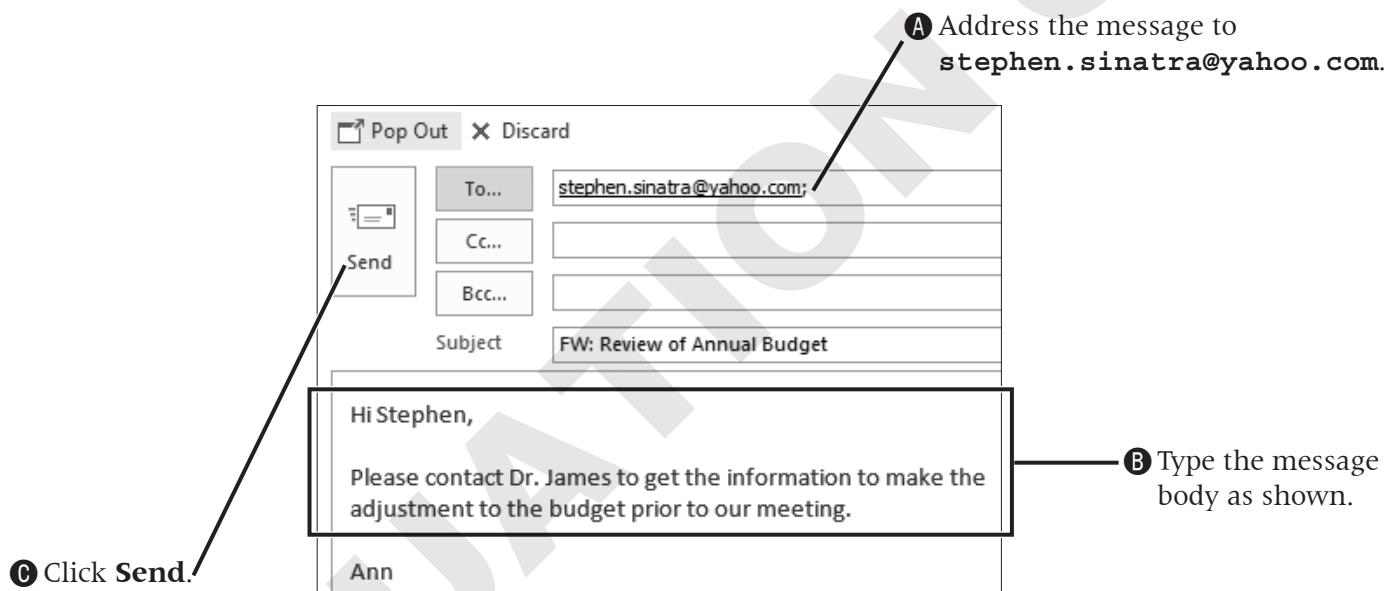 A Address the message to
stephen.sinatra@yahoo.com.
Pop Out Discard
To... stephen.sinatra@yahoo.com;
Cc...
Send
Bcc...
Subject FW: Review of Annual Budget
Hi Stephen,
Please contact Dr. James to get the information to make the
adjustment to the budget prior to our meeting.
B Type the message
body as shown.
C Click Send.
Ann
UATION